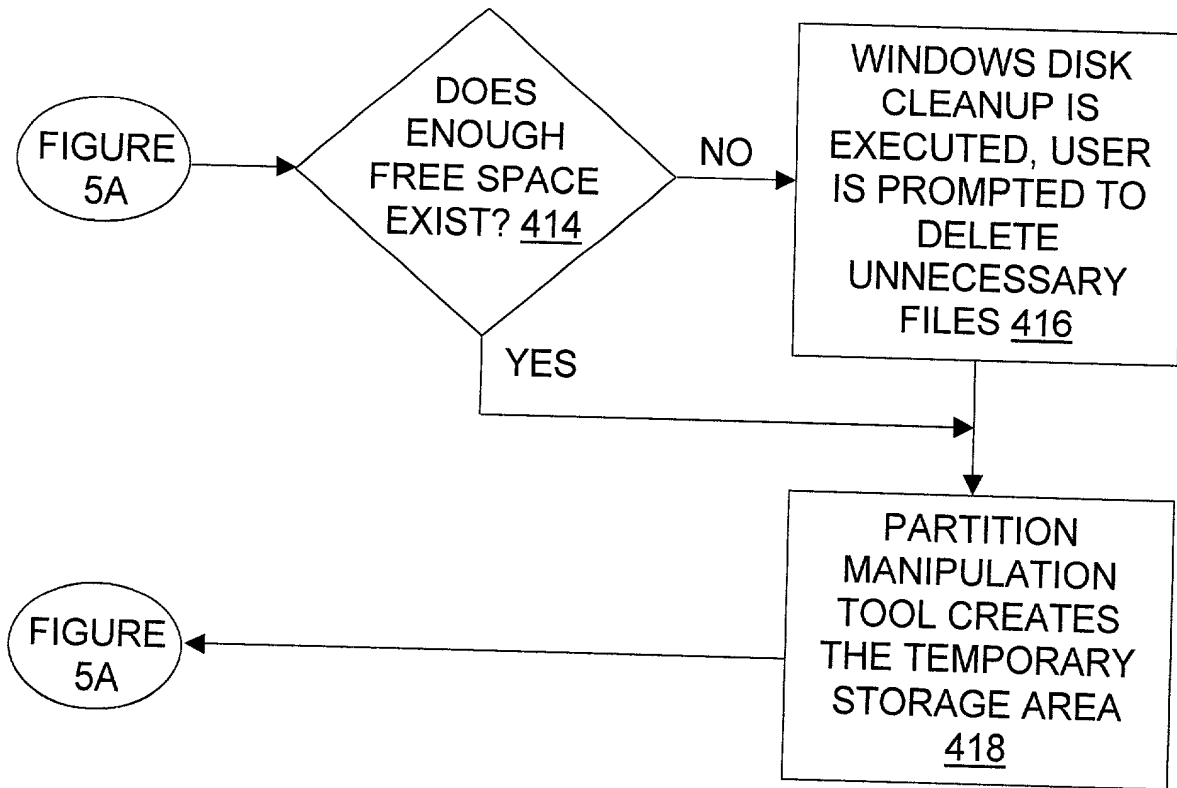 FIGURE
5A
DOES
ENOUGH
FREE SPACE
EXIST? 414
NO
WINDOWS DISK
CLEANUP IS
EXECUTED, USER
IS PROMPTED TO
DELETE
UNNECESSARY
FILES 416
YES
PARTITION
MANIPULATION
TOOL CREATES
THE TEMPORARY
STORAGE AREA
418
FIGURE
5A